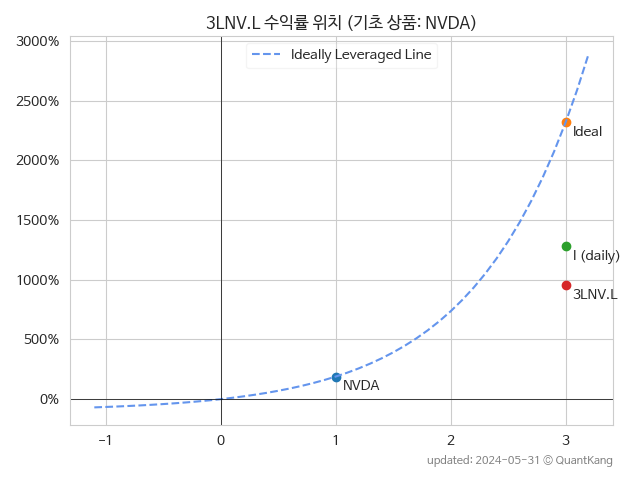 3LNV.L 수익률 위치 (기초 상품: NVDA)
Ideally Leveraged Line
3000%
2500%
2000%
1500%
1000%
500%
0%
Ideal
I (daily)
3LNV.L
NVDA
−1
0
1
2
3
updated: 2024-05-31 © QuantKang